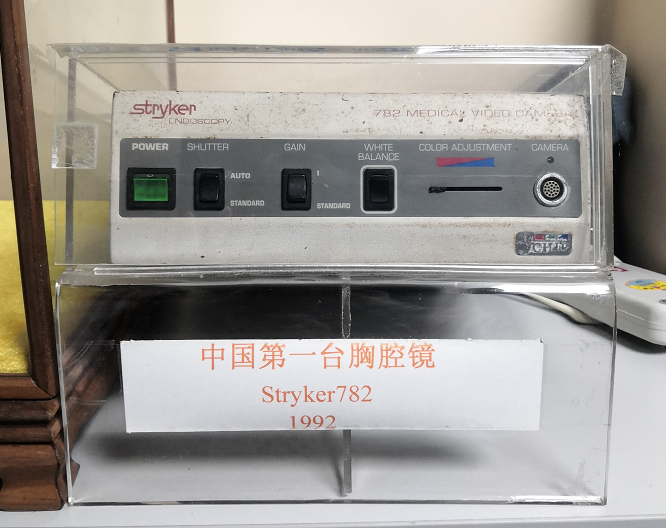 stryker
ENDOSCOPY
782 MEDICAL VIDEO CAMERA
POWER
SHUTTER
GAIN
WHITE
BALANCE
COLOR ADJUSTMENT
CAMERA
AUTO
I
STANDARD
STANDARD
中国第一台胸腔镜
Stryker782
1992